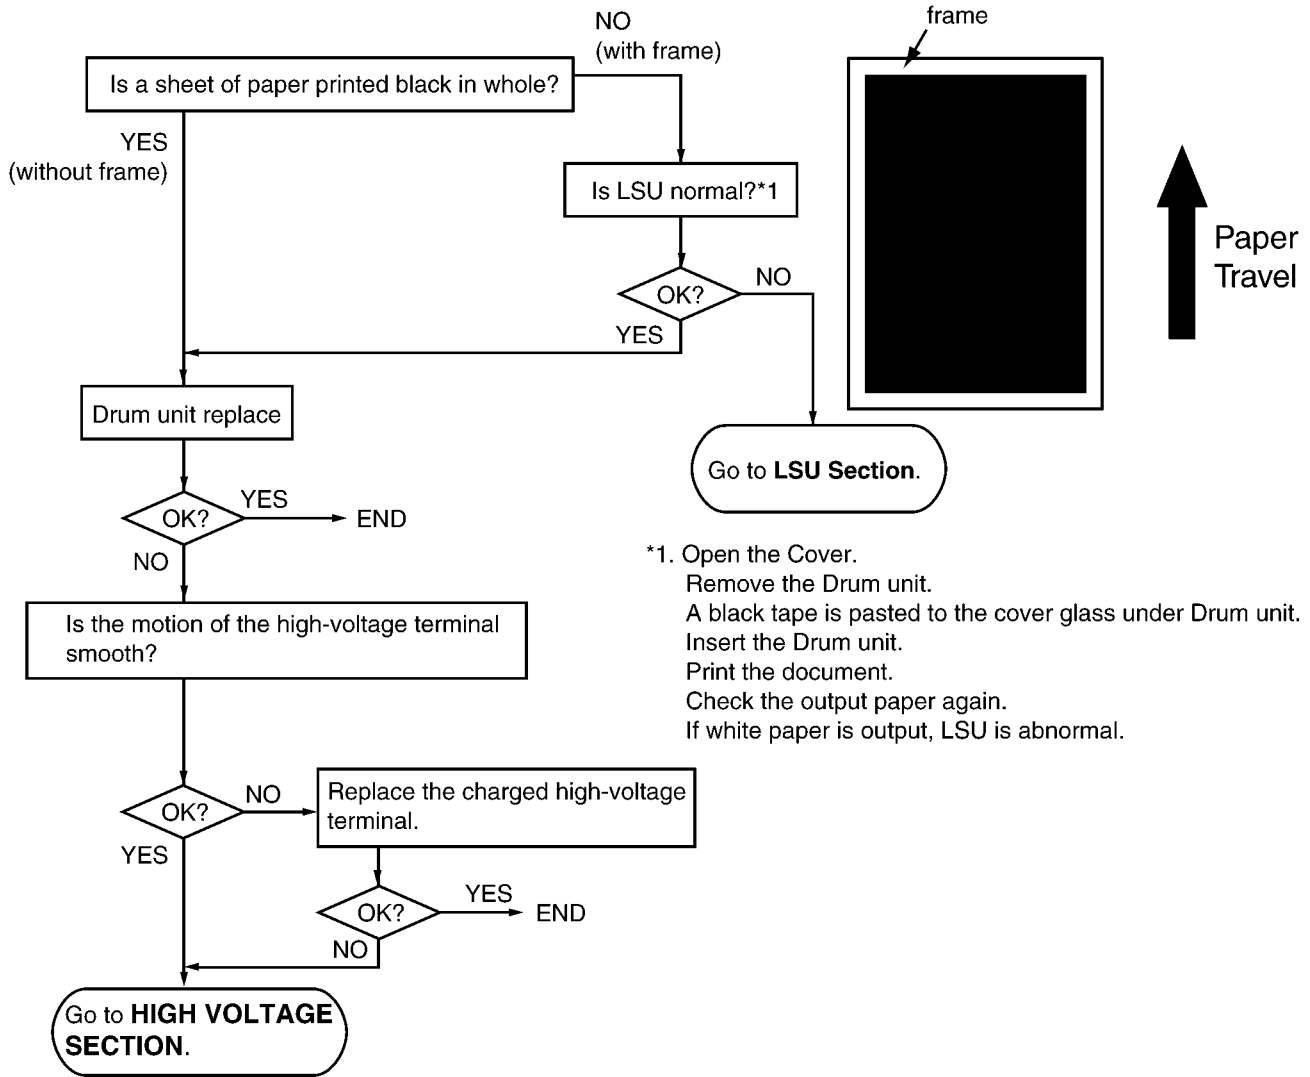 NO
(with frame)
frame
Is a sheet of paper printed black in whole?
YES
(without frame)
Is LSU normal?*1
Paper
Travel
OK?
NO
YES
Drum unit replace
Go to LSU Section.
OK?
YES
END
NO
*1. Open the Cover.
Remove the Drum unit.
A black tape is pasted to the cover glass under Drum unit.
Insert the Drum unit.
Print the document.
Check the output paper again.
If white paper is output, LSU is abnormal.
Is the motion of the high-voltage terminal
smooth?
OK?
NO
YES
Replace the charged high-voltage
terminal.
OK?
YES
END
NO
Go to HIGH VOLTAGE
SECTION.